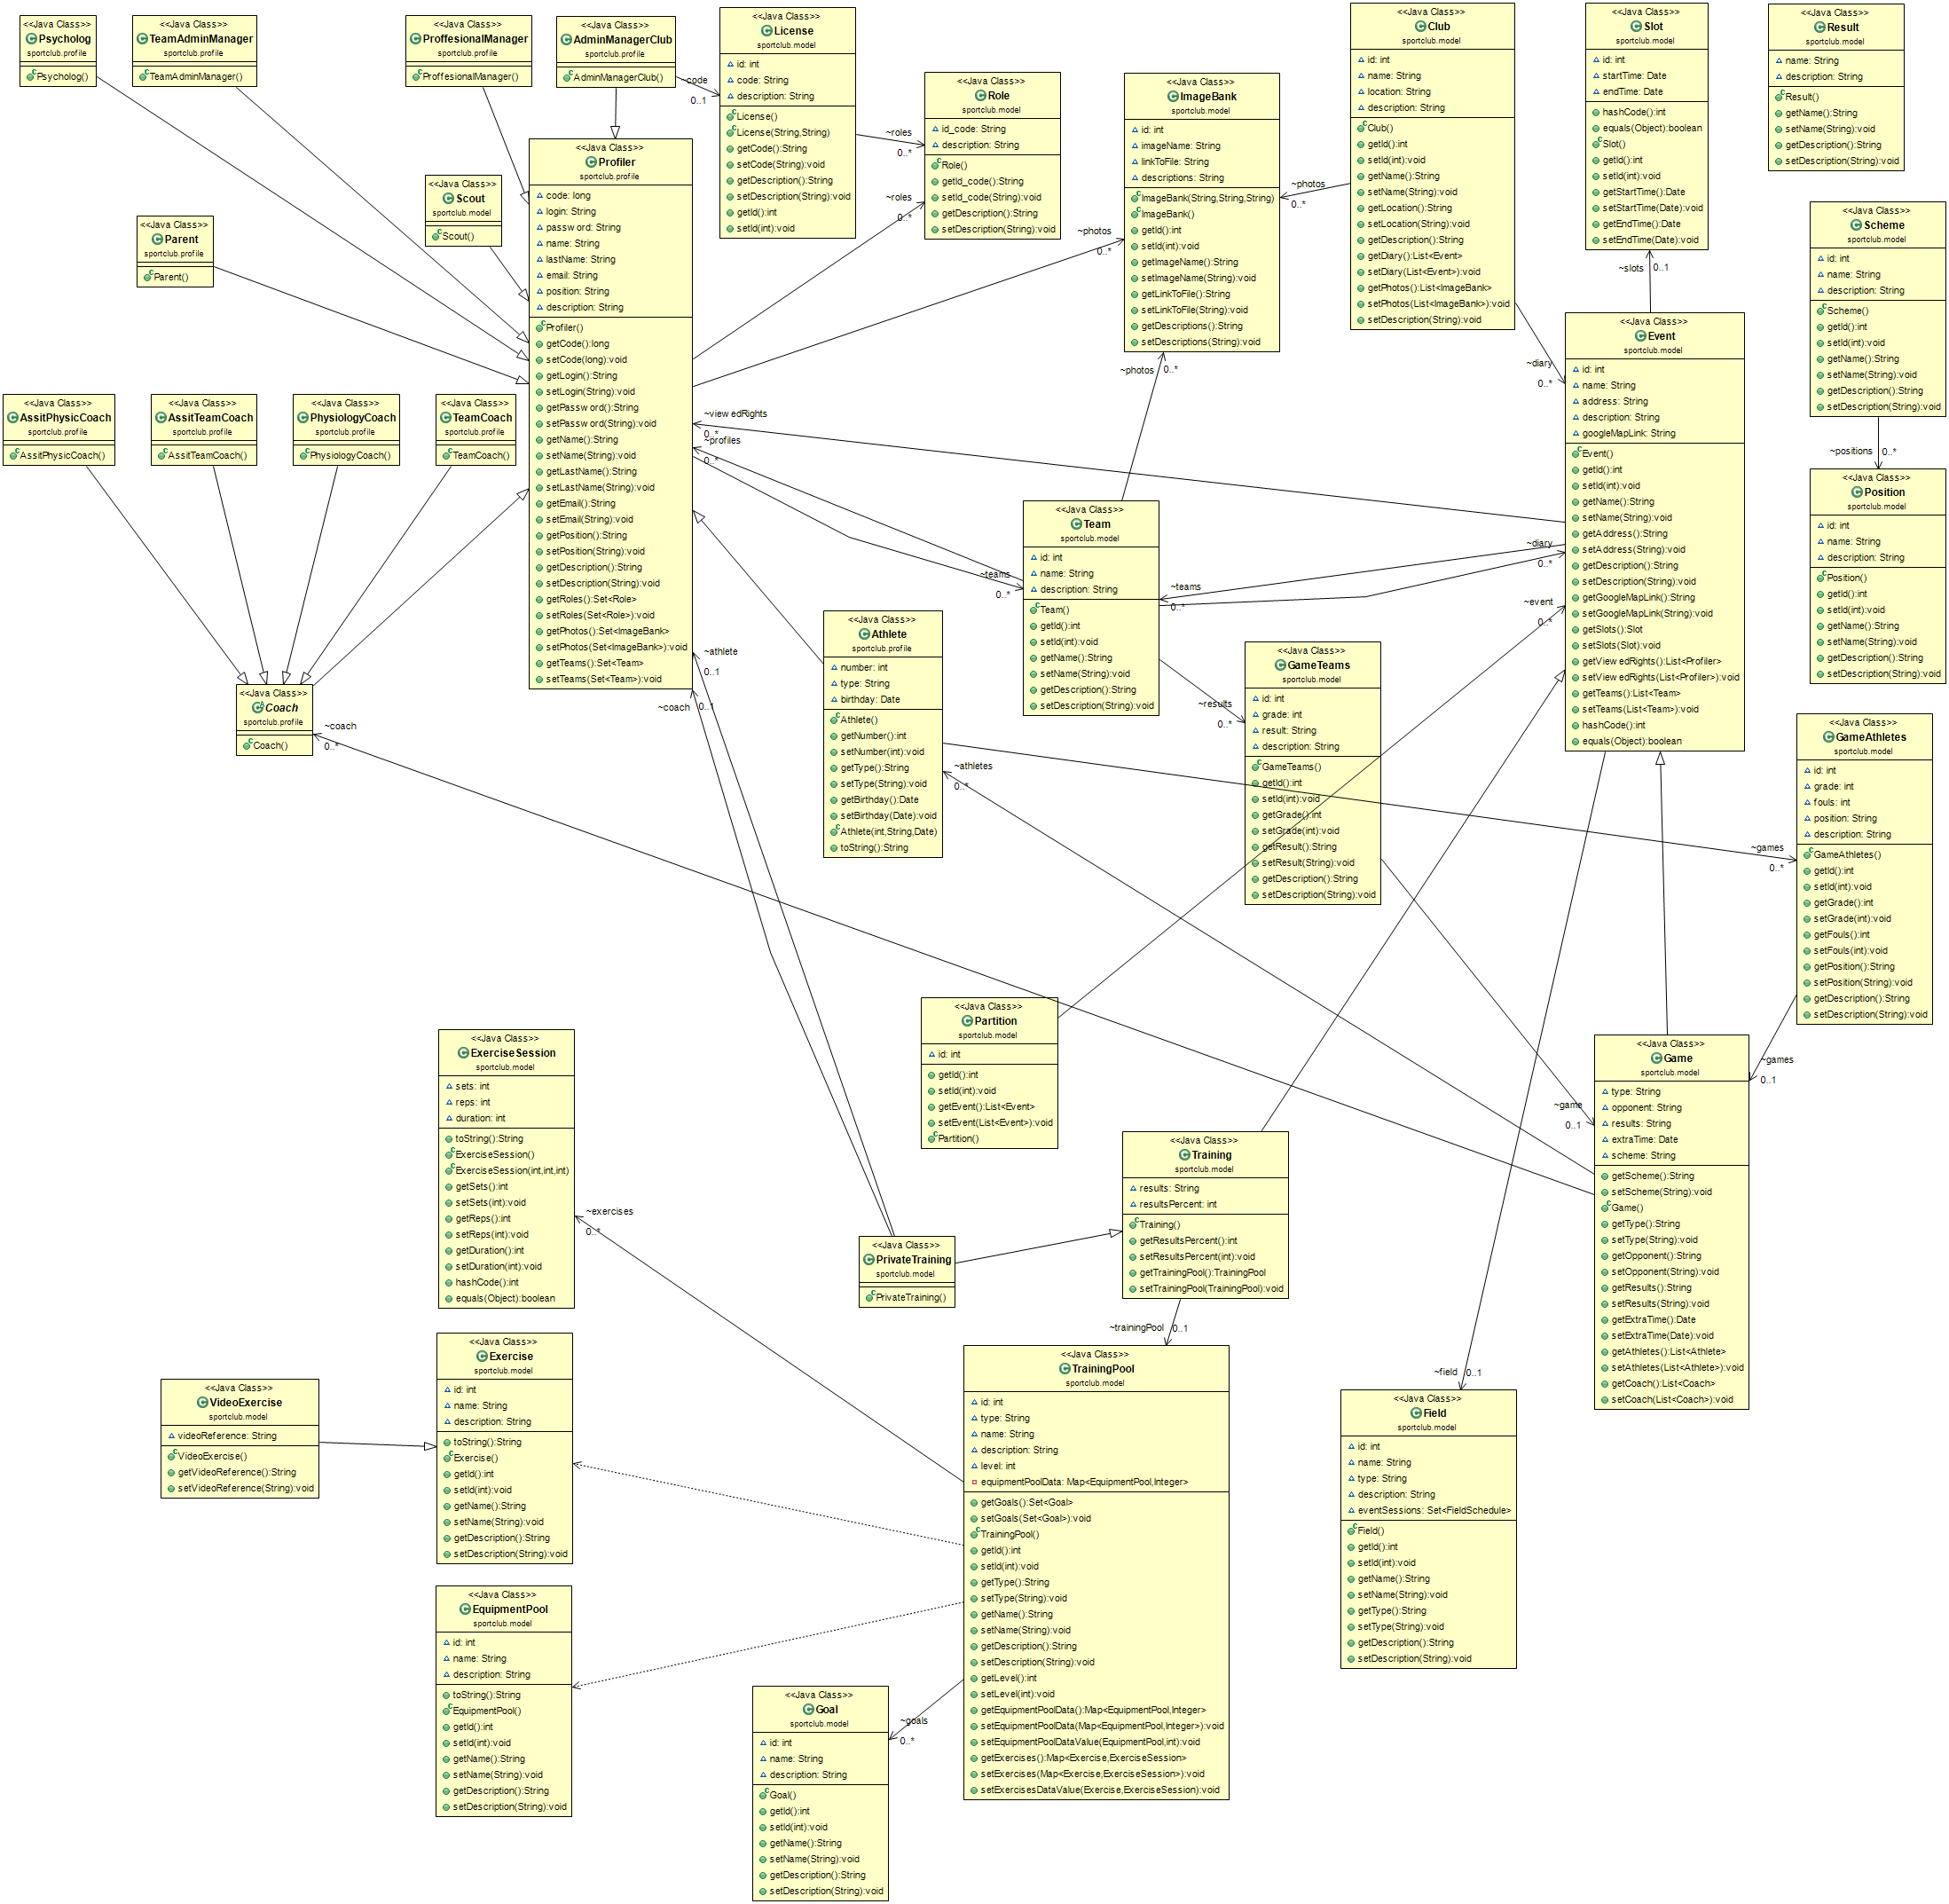 <<Java Class>>
Psycholog
sportclub.profile
Psycholog()
<<Java Class>>
TeamAdminManager
sportclub.profile
TeamAdminManager()
<<Java Class>>
ProffesionalManager
sportclub.profile
ProffesionalManager()
<<Java Class>>
AdminManagerClub
sportclub.profile
AdminManagerClub()
~code
0..1
<<Java Class>>
License
sportclub.model
id: int
code: String
description: String
License()
License(String,String)
getCode():String
setCode(String):void
getDescription():String
setDescription(String):void
getId():int
setId(int):void
~roles
0..*
<<Java Class>>
Role
sportclub.model
id_code: String
description: String
Role()
getId_code():String
setId_code(String):void
getDescription():String
setDescription(String):void
~roles
0..*
<<Java Class>>
ImageBank
sportclub.model
id: int
imageName: String
linkToFile: String
descriptions: String
ImageBank(String,String,String)
ImageBank()
getId():int
setId(int):void
getImageName():String
setImageName(String):void
getLinkToFile():String
setLinkToFile(String):void
getDescriptions():String
setDescriptions(String):void
~photos
0..*
~photos
0..*
~photos
0..*
<<Java Class>>
Club
sportclub.model
id: int
name: String
location: String
description: String
Club()
getId():int
setId(int):void
getName():String
setName(String):void
getLocation():String
setLocation(String):void
getDescription():String
getDiary():List<Event>
setDiary(List<Event>):void
getPhotos():List<ImageBank>
setPhotos(List<ImageBank>):void
setDescription(String):void
~diary
0..*
<<Java Class>>
Slot
sportclub.model
id: int
startTime: Date
endTime: Date
hashCode():int
equals(Object):boolean
Slot()
getId():int
setId(int):void
getStartTime():Date
setStartTime(Date):void
getEndTime():Date
setEndTime(Date):void
~slots
0..1
<<Java Class>>
Result
sportclub.model
name: String
description: String
Result()
getName():String
setName(String):void
getDescription():String
setDescription(String):void
<<Java Class>>
Scheme
sportclub.model
id: int
name: String
description: String
Scheme()
getId():int
setId(int):void
getName():String
setName(String):void
getDescription():String
setDescription(String):void
~positions
0..*
<<Java Class>>
Position
sportclub.model
id: int
name: String
description: String
Position()
getId():int
setId(int):void
getName():String
setName(String):void
getDescription():String
setDescription(String):void
<<Java Class>>
Scout
sportclub.model
Scout()
<<Java Class>>
Parent
sportclub.profile
Parent()
<<Java Class>>
Profiler
sportclub.profile
code: long
login: String
password: String
name: String
lastName: String
email: String
position: String
description: String
Profiler()
getCode():long
setCode(long):void
getLogin():String
setLogin(String):void
getPassword():String
setPassword(String):void
getName():String
setName(String):void
getLastName():String
setLastName(String):void
getEmail():String
setEmail(String):void
getPosition():String
setPosition(String):void
getDescription():String
setDescription(String):void
getRoles():Set<Role>
setRoles(Set<Role>):void
getPhotos():Set<ImageBank>
setPhotos(Set<ImageBank>):void
getTeams():Set<Team>
setTeams(Set<Team>):void
~viewedRights
0..*
~profiles
0..*
~teams
0..*
~athlete
0..1
~coach
0..1
<<Java Class>>
AssitPhysicCoach
sportclub.profile
AssitPhysicCoach()
<<Java Class>>
AssitTeamCoach
sportclub.profile
AssitTeamCoach()
<<Java Class>>
PhysiologyCoach
sportclub.profile
PhysiologyCoach()
<<Java Class>>
TeamCoach
sportclub.profile
TeamCoach()
<<Java Class>>
Coach
sportclub.profile
Coach()
~coach
0..*
<<Java Class>>
Event
sportclub.model
id: int
name: String
address: String
description: String
googleMapLink: String
Event()
getId():int
setId(int):void
getName():String
setName(String):void
getAddress():String
setAddress(String):void
getDescription():String
setDescription(String):void
getGoogleMapLink():String
setGoogleMapLink(String):void
getSlots():Slot
setSlots(Slot):void
getViewedRights():List<Profiler>
setViewedRights(List<Profiler>):void
getTeams():List<Team>
setTeams(List<Team>):void
hashCode():int
equals(Object):boolean
~diary
0..*
~teams
0..*
~event
0..*
<<Java Class>>
Team
sportclub.model
id: int
name: String
description: String
Team()
getId():int
setId(int):void
getName():String
setName(String):void
getDescription():String
setDescription(String):void
~results
0..*
<<Java Class>>
Athlete
sportclub.profile
number: int
type: String
birthday: Date
Athlete()
getNumber():int
setNumber(int):void
getType():String
setType(String):void
getBirthday():Date
setBirthday(Date):void
Athlete(int,String,Date)
toString():String
~athletes
0..*
<<Java Class>>
GameTeams
sportclub.model
id: int
grade: int
result: String
description: String
GameTeams()
getId():int
setId(int):void
getGrade():int
setGrade(int):void
getResult():String
setResult(String):void
getDescription():String
setDescription(String):void
<<Java Class>>
GameAthletes
sportclub.model
id: int
grade: int
fouls: int
position: String
description: String
GameAthletes()
getId():int
setId(int):void
getGrade():int
setGrade(int):void
getFouls():int
setFouls(int):void
getPosition():String
setPosition(String):void
getDescription():String
setDescription(String):void
~games
0..*
~games
0..1
~game
0..1
<<Java Class>>
Game
sportclub.model
type: String
opponent: String
results: String
extraTime: Date
scheme: String
getScheme():String
setScheme(String):void
Game()
getType():String
setType(String):void
getOpponent():String
setOpponent(String):void
getResults():String
setResults(String):void
getExtraTime():Date
setExtraTime(Date):void
getAthletes():List<Athlete>
setAthletes(List<Athlete>):void
getCoach():List<Coach>
setCoach(List<Coach>):void
<<Java Class>>
Partition
sportclub.model
id: int
getId():int
setId(int):void
getEvent():List<Event>
setEvent(List<Event>):void
Partition()
<<Java Class>>
ExerciseSession
sportclub.model
sets: int
reps: int
duration: int
toString():String
ExerciseSession()
ExerciseSession(int,int,int)
getSets():int
setSets(int):void
getReps():int
setReps(int):void
getDuration():int
setDuration(int):void
hashCode():int
equals(Object):boolean
~exercises
0..*
<<Java Class>>
Training
sportclub.model
results: String
resultsPercent: int
Training()
getResultsPercent():int
setResultsPercent(int):void
getTrainingPool():TrainingPool
setTrainingPool(TrainingPool):void
~trainingPool
0..1
<<Java Class>>
PrivateTraining
sportclub.model
PrivateTraining()
<<Java Class>>
Exercise
sportclub.model
id: int
name: String
description: String
toString():String
Exercise()
getId():int
setId(int):void
getName():String
setName(String):void
getDescription():String
setDescription(String):void
<<Java Class>>
VideoExercise
sportclub.model
videoReference: String
VideoExercise()
getVideoReference():String
setVideoReference(String):void
<<Java Class>>
TrainingPool
sportclub.model
id: int
type: String
name: String
description: String
level: int
equipmentPoolData: Map<EquipmentPool,Integer>
getGoals():Set<Goal>
setGoals(Set<Goal>):void
TrainingPool()
getId():int
setId(int):void
getType():String
setType(String):void
getName():String
setName(String):void
getDescription():String
setDescription(String):void
getLevel():int
setLevel(int):void
getEquipmentPoolData():Map<EquipmentPool,Integer>
setEquipmentPoolData(Map<EquipmentPool,Integer>):void
setEquipmentPoolDataValue(EquipmentPool,int):void
getExercises():Map<Exercise,ExerciseSession>
setExercises(Map<Exercise,ExerciseSession>):void
setExercisesDataValue(Exercise,ExerciseSession):void
~field
0..1
<<Java Class>>
Field
sportclub.model
id: int
name: String
type: String
description: String
eventSessions: Set<FieldSchedule>
Field()
getId():int
setId(int):void
getName():String
setName(String):void
getType():String
setType(String):void
getDescription():String
setDescription(String):void
<<Java Class>>
EquipmentPool
sportclub.model
id: int
name: String
description: String
toString():String
EquipmentPool()
getId():int
setId(int):void
getName():String
setName(String):void
getDescription():String
setDescription(String):void
~goals
0..*
<<Java Class>>
Goal
sportclub.model
id: int
name: String
description: String
Goal()
getId():int
setId(int):void
getName():String
setName(String):void
getDescription():String
setDescription(String):void